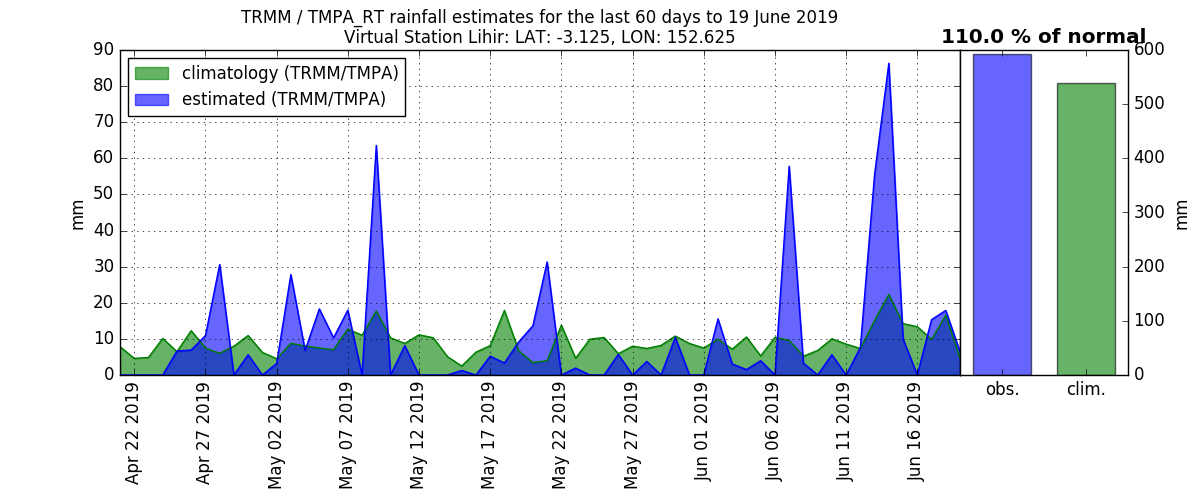 TRMM / TMPA_RT rainfall estimates for the last 60 days to 19 June 2019
Virtual Station Lihir: LAT: -3.125, LON: 152.625
110.0 % of normal
climatology (TRMM/TMPA)
estimated (TRMM/TMPA)
90
80
70
60
50
40
30
20
10
0
mm
600
500
400
300
200
100
0
mm
Apr 22 2019
Apr 27 2019
May 02 2019
May 07 2019
May 12 2019
May 17 2019
May 22 2019
May 27 2019
Jun 01 2019
Jun 06 2019
Jun 11 2019
Jun 16 2019
obs.
clim.